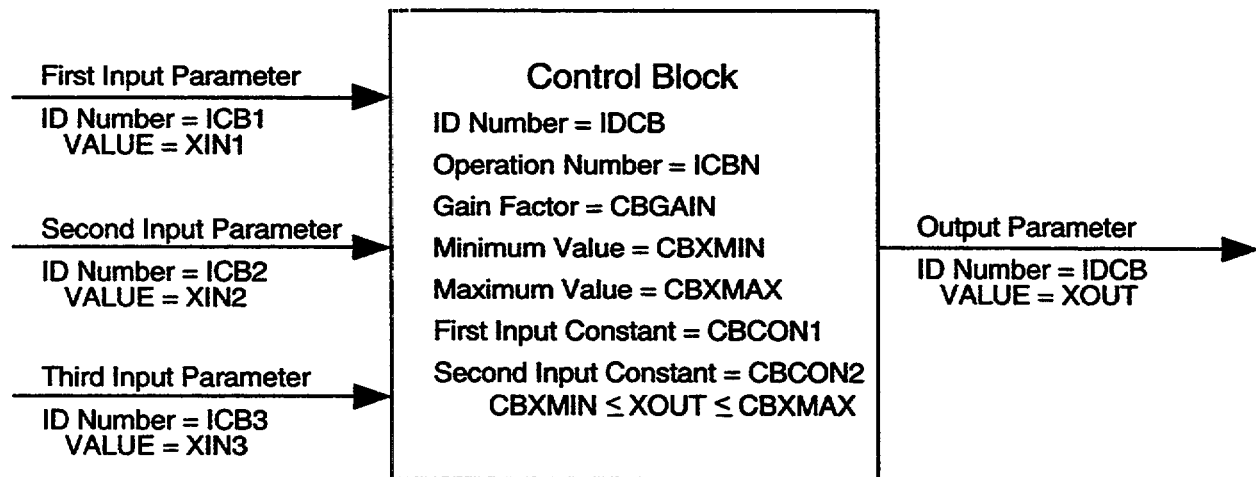 First Input Parameter
ID Number = ICB1
VALUE = XIN1
Second Input Parameter
ID Number = ICB2
VALUE = XIN2
Third Input Parameter
ID Number = ICB3
VALUE = XIN3
Control Block
ID Number = IDCB
Operation Number = ICBN
Gain Factor = CBGAIN
Minimum Value = CBXMIN
Maximum Value = CBXMAX
First Input Constant = CBCON1
Second Input Constant = CBCON2
CBXMIN ≤ XOUT ≤ CBXMAX
Output Parameter
ID Number = IDCB
VALUE = XOUT